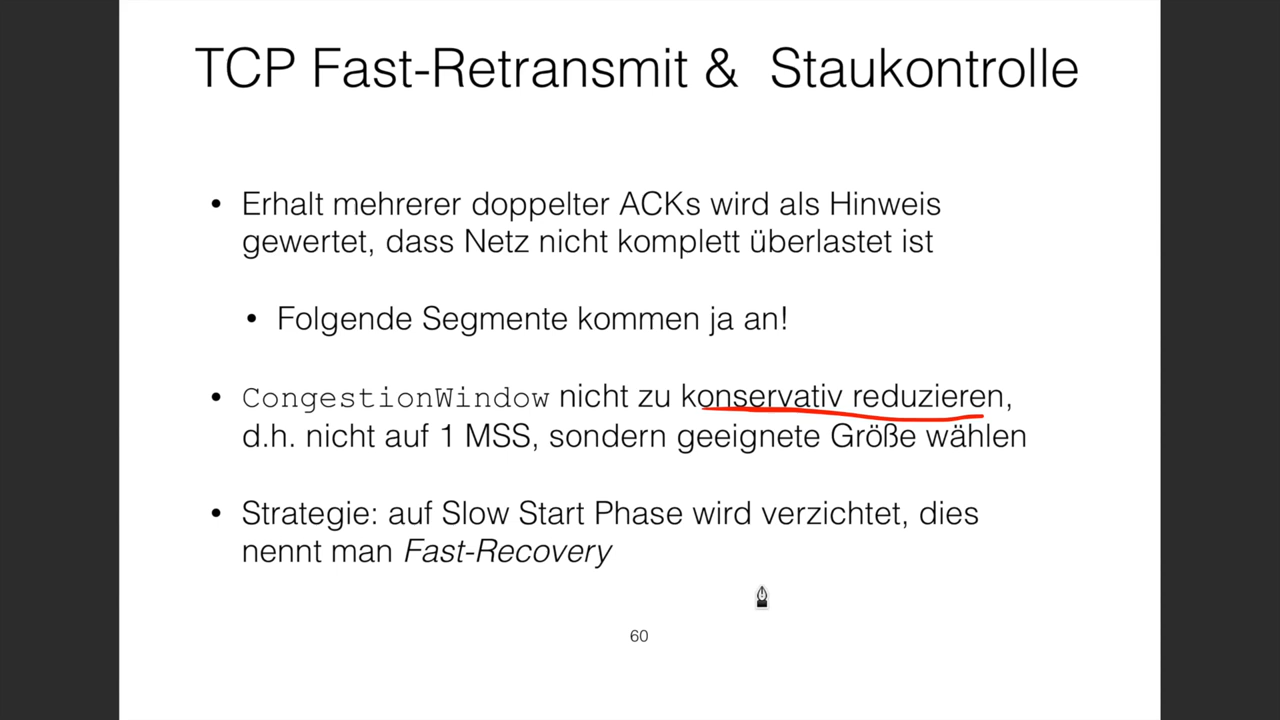 TCP Fast-Retransmit & Staukontrolle
• Erhalt mehrerer doppelter ACKs wird als Hinweis
gewertet, dass Netz nicht komplett überlastet ist
• Folgende Segmente kommen ja an!
• CongestionWindow nicht zu konservativ reduzieren,
d.h. nicht auf 1 MSS, sondern geeignete Größe wählen
• Strategie: auf Slow Start Phase wird verzichtet, dies
nennt man Fast-Recovery
60